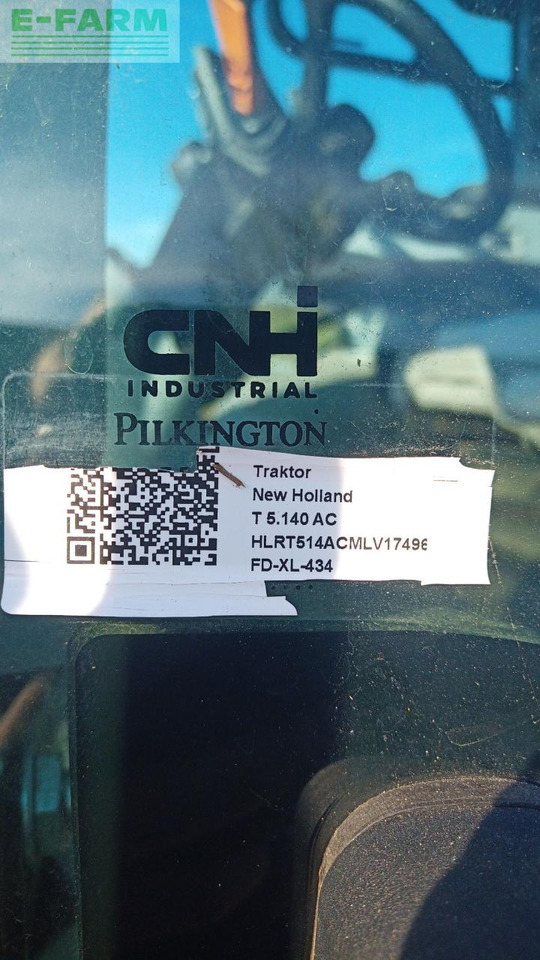 E-FARM
CNH
INDUSTRIAL
PILKINGTON
Traktor
New Holland
T 5.140 AC
HLRT514ACMLV17496
FD-XL-434